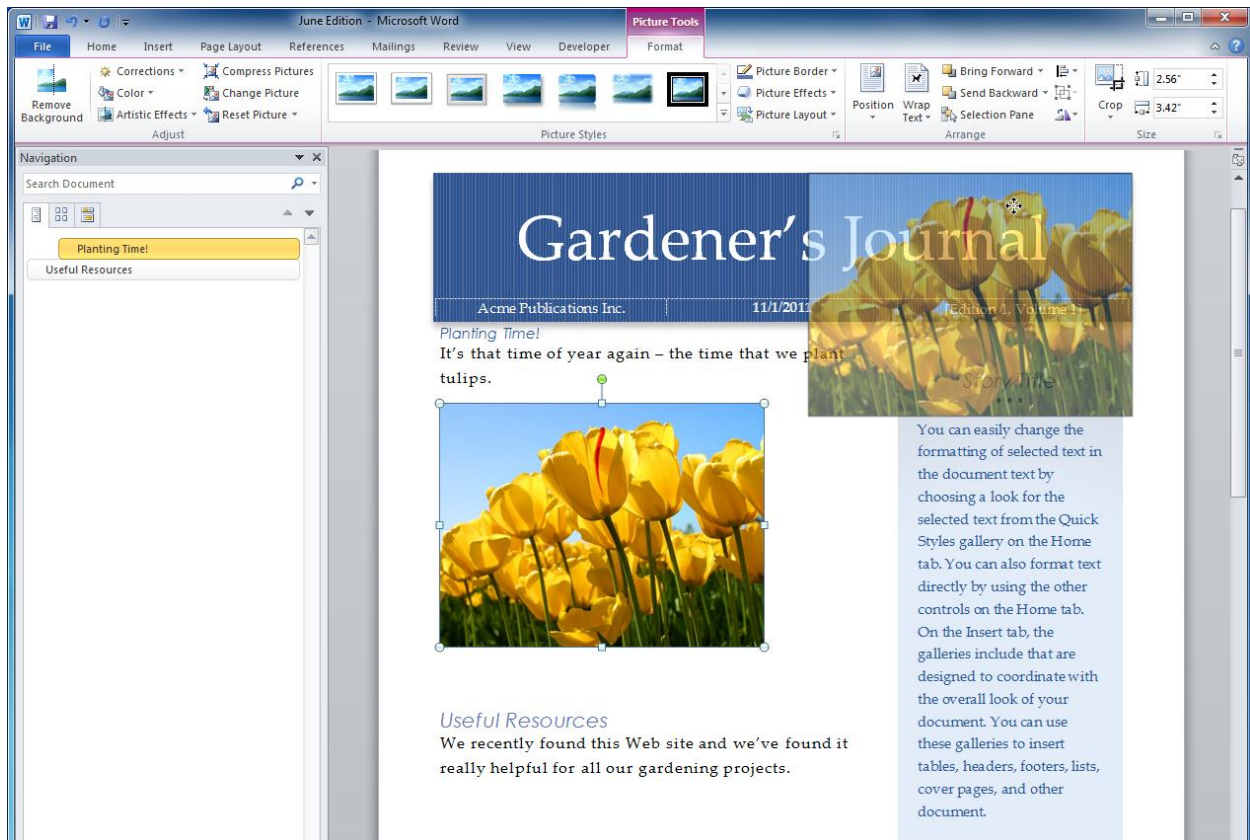 June Edition - Microsoft Word
Picture Tools
File Home Insert Page Layout References Mailings Review View Developer Format
Remove Background
Corrections
Color
Artistic Effects
Compress Pictures
Change Picture
Reset Picture
Adjust
Picture Styles
Picture Border
Picture Effects
Picture Layout
Position
Wrap Text
Bring Forward
Send Backward
Selection Pane
Arrange
Crop
2.56"
3.42"
Size
Navigation
Search Document
Planting Time!
Useful Resources
Gardener's Journal
Acme Publications Inc. 11/1/2011 [Edition 1, Volume 1]
Planting Time!
It's that time of year again – the time that we plant
tulips.
Useful Resources
We recently found this Web site and we've found it
really helpful for all our gardening projects.
Story Title
You can easily change the
formatting of selected text in
the document text by
choosing a look for the
selected text from the Quick
Styles gallery on the Home
tab. You can also format text
directly by using the other
controls on the Home tab.
On the Insert tab, the
galleries include that are
designed to coordinate with
the overall look of your
document. You can use
these galleries to insert
tables, headers, footers, lists,
cover pages, and other
document.